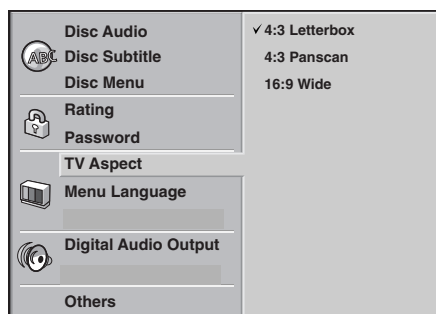 Disc Audio
Disc Subtitle
Disc Menu
Rating
Password
TV Aspect
Menu Language
Digital Audio Output
Others
✓ 4:3 Letterbox
4:3 Panscan
16:9 Wide
ABC